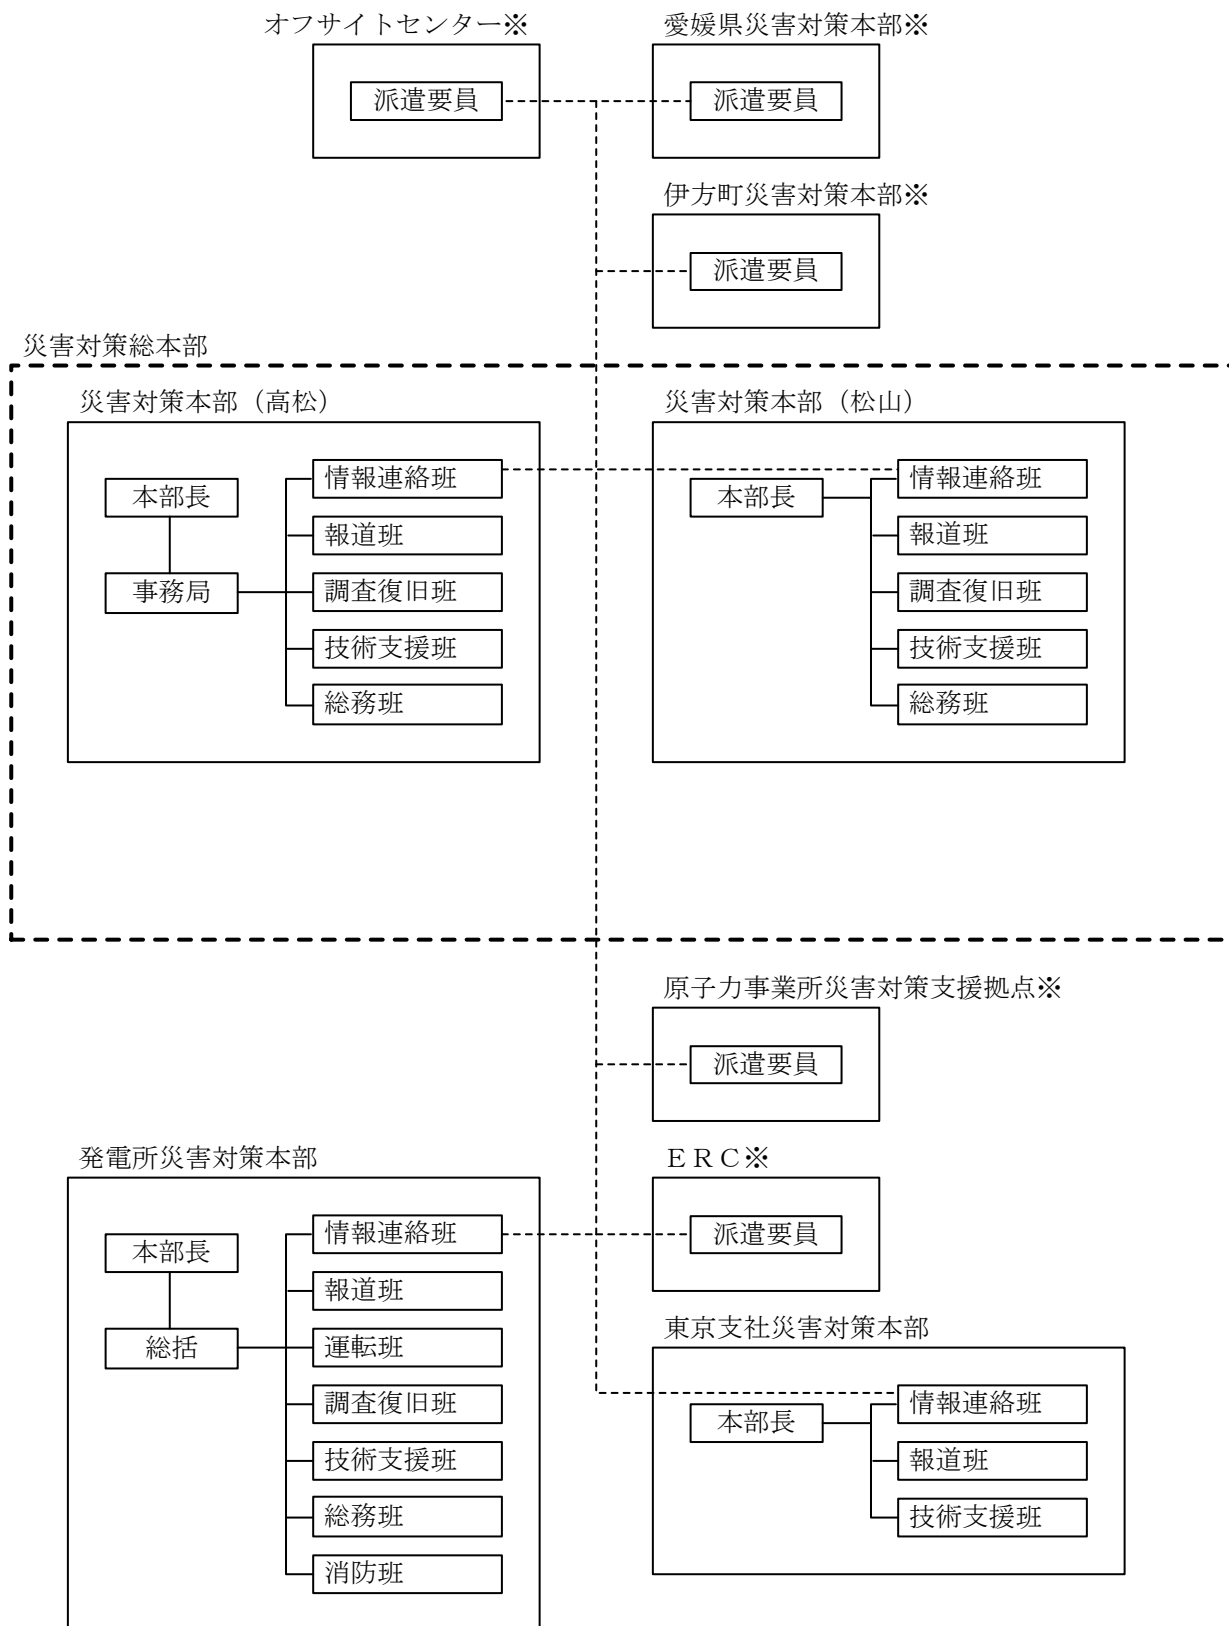 オフサイトセンター※
派遣要員
愛媛県災害対策本部※
派遣要員
伊方町災害対策本部※
派遣要員
災害対策総本部
災害対策本部（高松）
本部長
事務局
情報連絡班
報道班
調査復旧班
技術支援班
総務班
災害対策本部（松山）
本部長
情報連絡班
報道班
調査復旧班
技術支援班
総務班
原子力事業所災害対策支援拠点※
派遣要員
発電所災害対策本部
本部長
総括
情報連絡班
報道班
運転班
調査復旧班
技術支援班
総務班
消防班
ＥＲＣ※
派遣要員
東京支社災害対策本部
本部長
情報連絡班
報道班
技術支援班